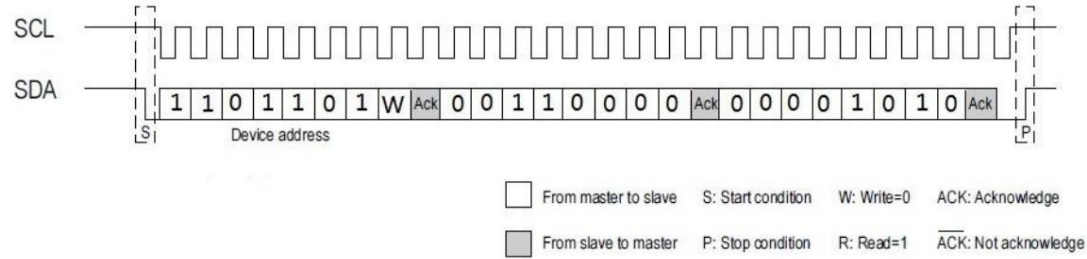 SCL
SDA
1 1 0 1 1 0 1 W Ack 0 0 1 1 0 0 0 0 Ack 0 0 0 0 1 0 1 0 Ack
S Device address P
From master to slave S: Start condition W: Write=0 ACK: Acknowledge
From slave to master P: Stop condition R: Read=1 A̅C̅K̅: Not acknowledge